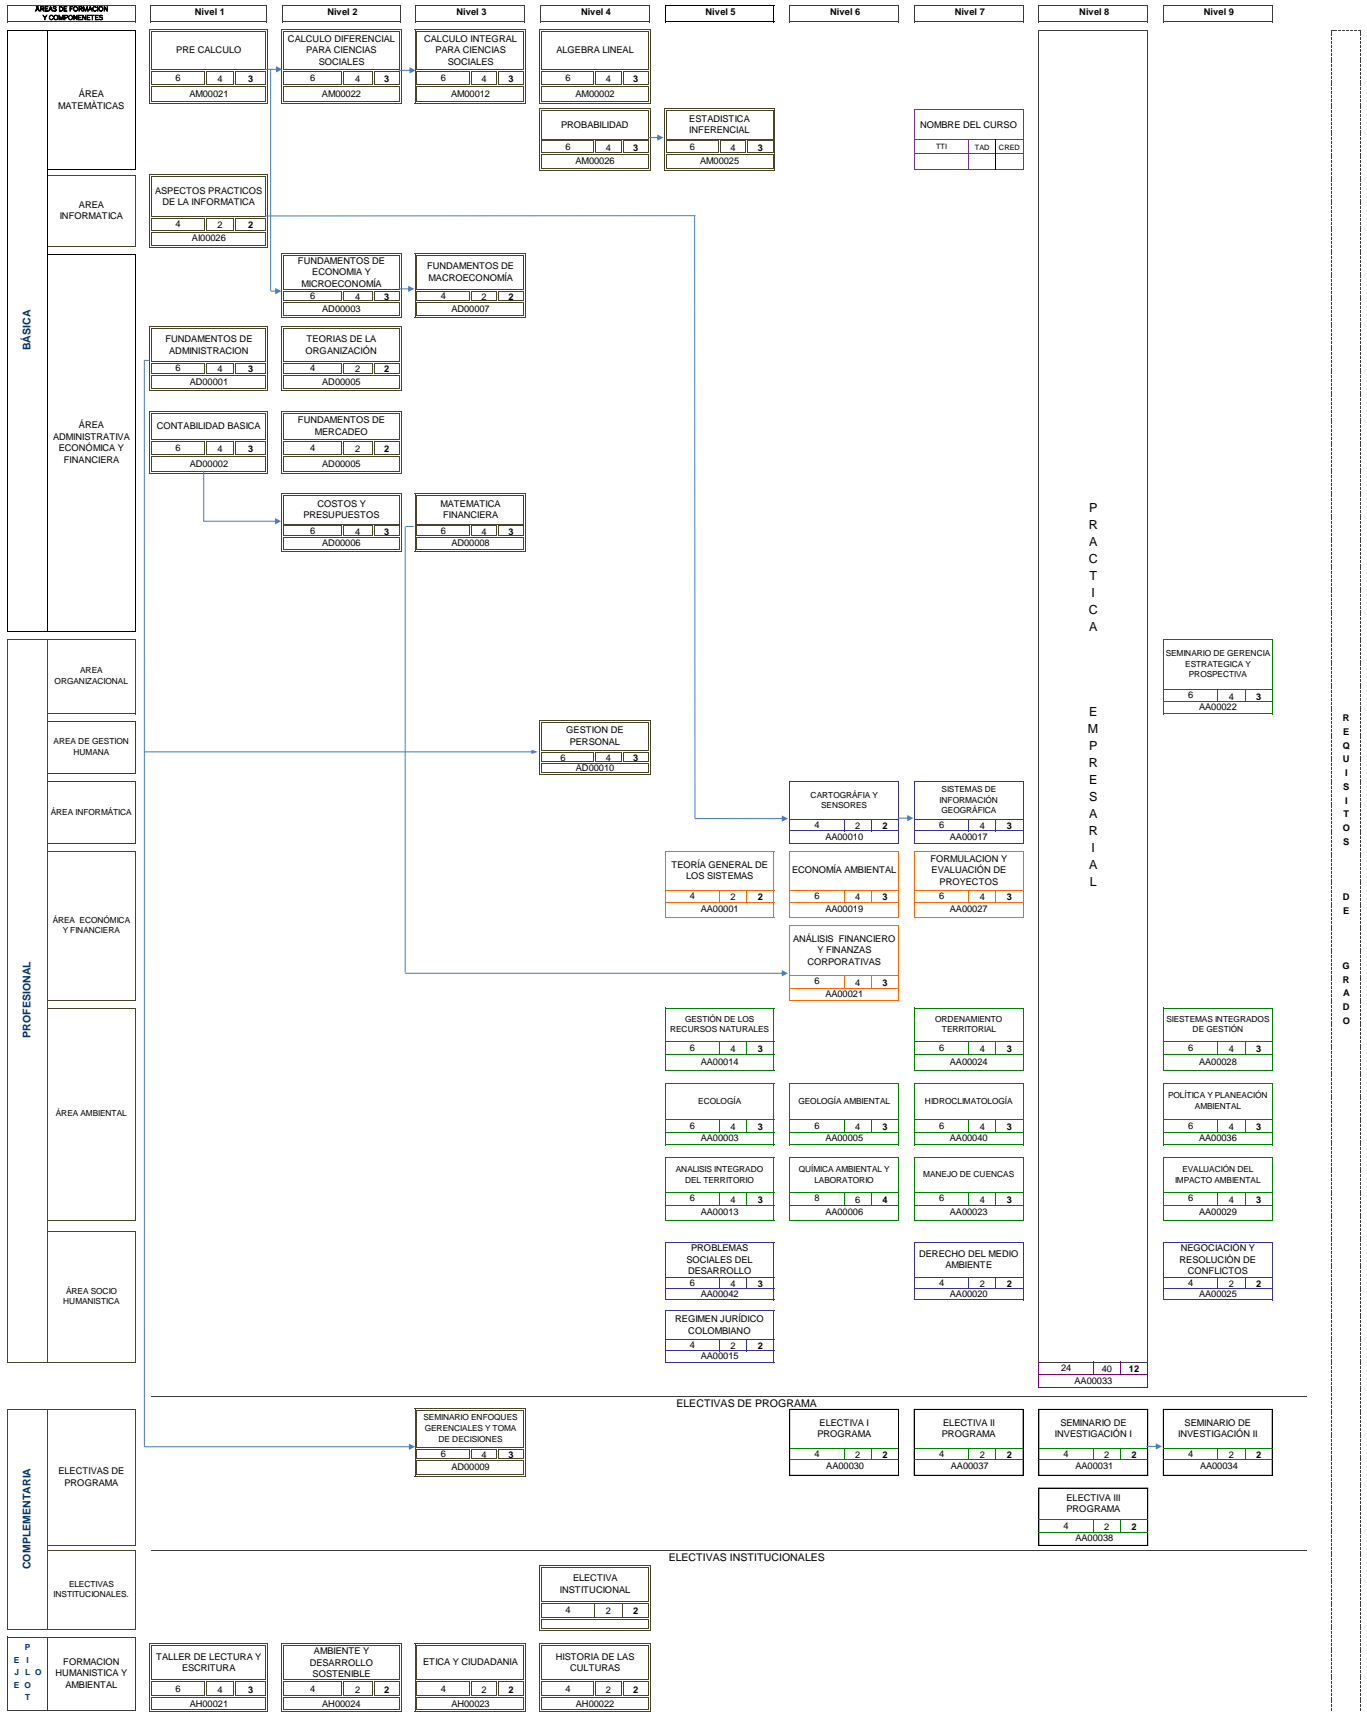 AREAS DE FORMACION
Y COMPONENETES
Nivel 1
Nivel 2
Nivel 3
Nivel 4
Nivel 5
Nivel 6
Nivel 7
Nivel 8
Nivel 9
BÁSICA
ÁREA
MATEMÀTICAS
PRE CALCULO
6 4 3
AM00021
CALCULO DIFERENCIAL
PARA CIENCIAS
SOCIALES
6 4 3
AM00022
CALCULO INTEGRAL
PARA CIENCIAS
SOCIALES
6 4 3
AM00012
ALGEBRA LINEAL
6 4 3
AM00002
PROBABILIDAD
6 4 3
AM00026
ESTADISTICA
INFERENCIAL
6 4 3
AM00025
NOMBRE DEL CURSO
TTI TAD CRED
AREA
INFORMATICA
ASPECTOS PRACTICOS
DE LA INFORMATICA
4 2 2
AI00026
ÁREA
ADMINISTRATIVA
ECONÓMICA Y
FINANCIERA
FUNDAMENTOS DE
ECONOMIA Y
MICROECONOMÍA
6 4 3
AD00003
FUNDAMENTOS DE
MACROECONOMÍA
4 2 2
AD00007
FUNDAMENTOS DE
ADMINISTRACION
6 4 3
AD00001
TEORIAS DE LA
ORGANIZACIÓN
4 2 2
AD00005
CONTABILIDAD BASICA
6 4 3
AD00002
FUNDAMENTOS DE
MERCADEO
4 2 2
AD00005
COSTOS Y
PRESUPUESTOS
6 4 3
AD00006
MATEMATICA
FINANCIERA
6 4 3
AD00008
PRACTICA
EMPRESARIAL
24 40 12
AA00033
REQUISITOS
DE
GRADO
PROFESIONAL
AREA
ORGANIZACIONAL
SEMINARIO DE GERENCIA
ESTRATEGICA Y
PROSPECTIVA
6 4 3
AA00022
AREA DE GESTION
HUMANA
GESTION DE
PERSONAL
6 4 3
AD00010
ÁREA INFORMÁTICA
CARTOGRÁFIA Y
SENSORES
4 2 2
AA00010
SISTEMAS DE
INFORMACIÓN
GEOGRÁFICA
6 4 3
AA00017
ÁREA ECONÓMICA
Y FINANCIERA
TEORÍA GENERAL DE
LOS SISTEMAS
4 2 2
AA00001
ECONOMÍA AMBIENTAL
6 4 3
AA00019
FORMULACION Y
EVALUACIÓN DE
PROYECTOS
6 4 3
AA00027
ANÁLISIS FINANCIERO
Y FINANZAS
CORPORATIVAS
6 4 3
AA00021
ÁREA AMBIENTAL
GESTIÓN DE LOS
RECURSOS NATURALES
6 4 3
AA00014
ORDENAMIENTO
TERRITORIAL
6 4 3
AA00024
SIESTEMAS INTEGRADOS
DE GESTIÓN
6 4 3
AA00028
ECOLOGÍA
6 4 3
AA00003
GEOLOGÍA AMBIENTAL
6 4 3
AA00005
HIDROCLIMATOLOGÍA
6 4 3
AA00040
POLÍTICA Y PLANEACIÓN
AMBIENTAL
6 4 3
AA00036
ANALISIS INTEGRADO
DEL TERRITORIO
6 4 3
AA00013
QUÍMICA AMBIENTAL Y
LABORATORIO
8 6 4
AA00006
MANEJO DE CUENCAS
6 4 3
AA00023
EVALUACIÓN DEL
IMPACTO AMBIENTAL
6 4 3
AA00029
ÁREA SOCIO
HUMANISTICA
PROBLEMAS
SOCIALES DEL
DESARROLLO
6 4 3
AA00042
DERECHO DEL MEDIO
AMBIENTE
4 2 2
AA00020
NEGOCIACIÓN Y
RESOLUCIÒN DE
CONFLICTOS
4 2 2
AA00025
REGIMEN JURÍDICO
COLOMBIANO
4 2 2
AA00015
ELECTIVAS DE PROGRAMA
COMPLEMENTARIA
ELECTIVAS DE
PROGRAMA
SEMINARIO ENFOQUES
GERENCIALES Y TOMA
DE DECISIONES
6 4 3
AD00009
ELECTIVA I
PROGRAMA
4 2 2
AA00030
ELECTIVA II
PROGRAMA
4 2 2
AA00037
SEMINARIO DE
INVESTIGACIÓN I
4 2 2
AA00031
SEMINARIO DE
INVESTIGACIÓN II
4 2 2
AA00034
ELECTIVA III
PROGRAMA
4 2 2
AA00038
ELECTIVAS INSTITUCIONALES
ELECTIVAS
INSTITUCIONALES.
ELECTIVA
INSTITUCIONAL
4 2 2
EJE
PILOT
O
FORMACION
HUMANISTICA Y
AMBIENTAL
TALLER DE LECTURA Y
ESCRITURA
6 4 3
AH00021
AMBIENTE Y
DESARROLLO
SOSTENIBLE
4 2 2
AH00024
ETICA Y CIUDADANIA
4 2 2
AH00023
HISTORIA DE LAS
CULTURAS
4 2 2
AH00022